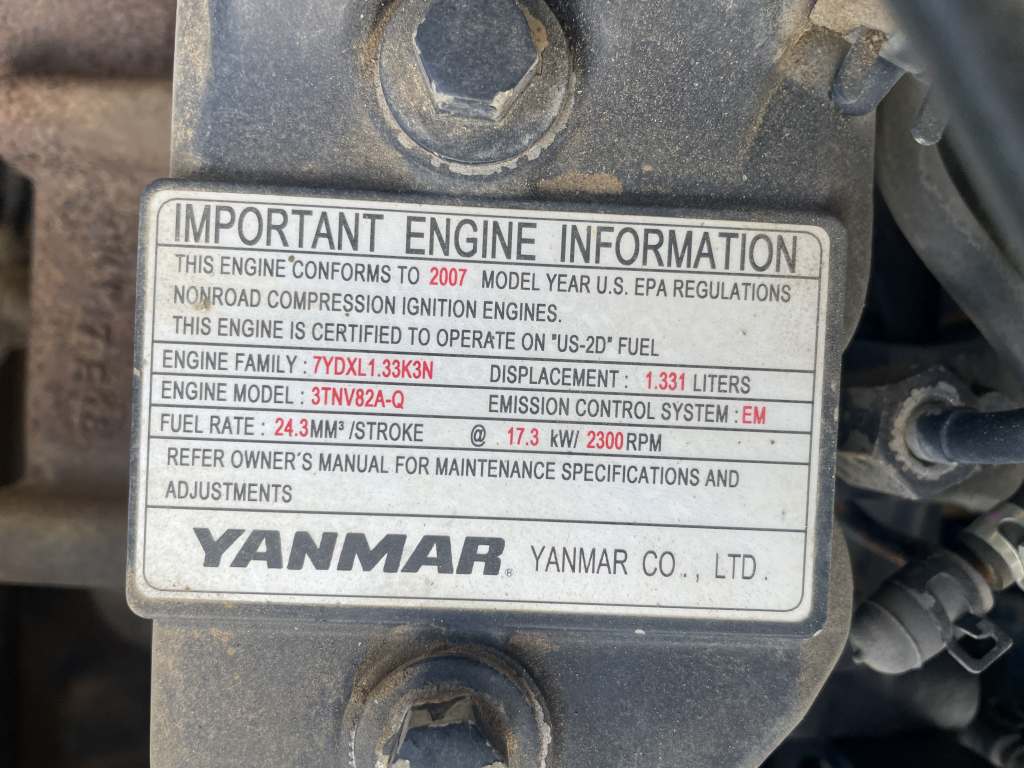 IMPORTANT ENGINE INFORMATION
THIS ENGINE CONFORMS TO 2007 MODEL YEAR U.S. EPA REGULATIONS
NONROAD COMPRESSION IGNITION ENGINES.
THIS ENGINE IS CERTIFIED TO OPERATE ON "US-2D" FUEL
ENGINE FAMILY : 7YDXL1.33K3N DISPLACEMENT : 1.331 LITERS
ENGINE MODEL : 3TNV82A-Q EMISSION CONTROL SYSTEM : EM
FUEL RATE : 24.3MM³ /STROKE @ 17.3 kW/ 2300RPM
REFER OWNER'S MANUAL FOR MAINTENANCE SPECIFICATIONS AND
ADJUSTMENTS
YANMAR® YANMAR CO., LTD.